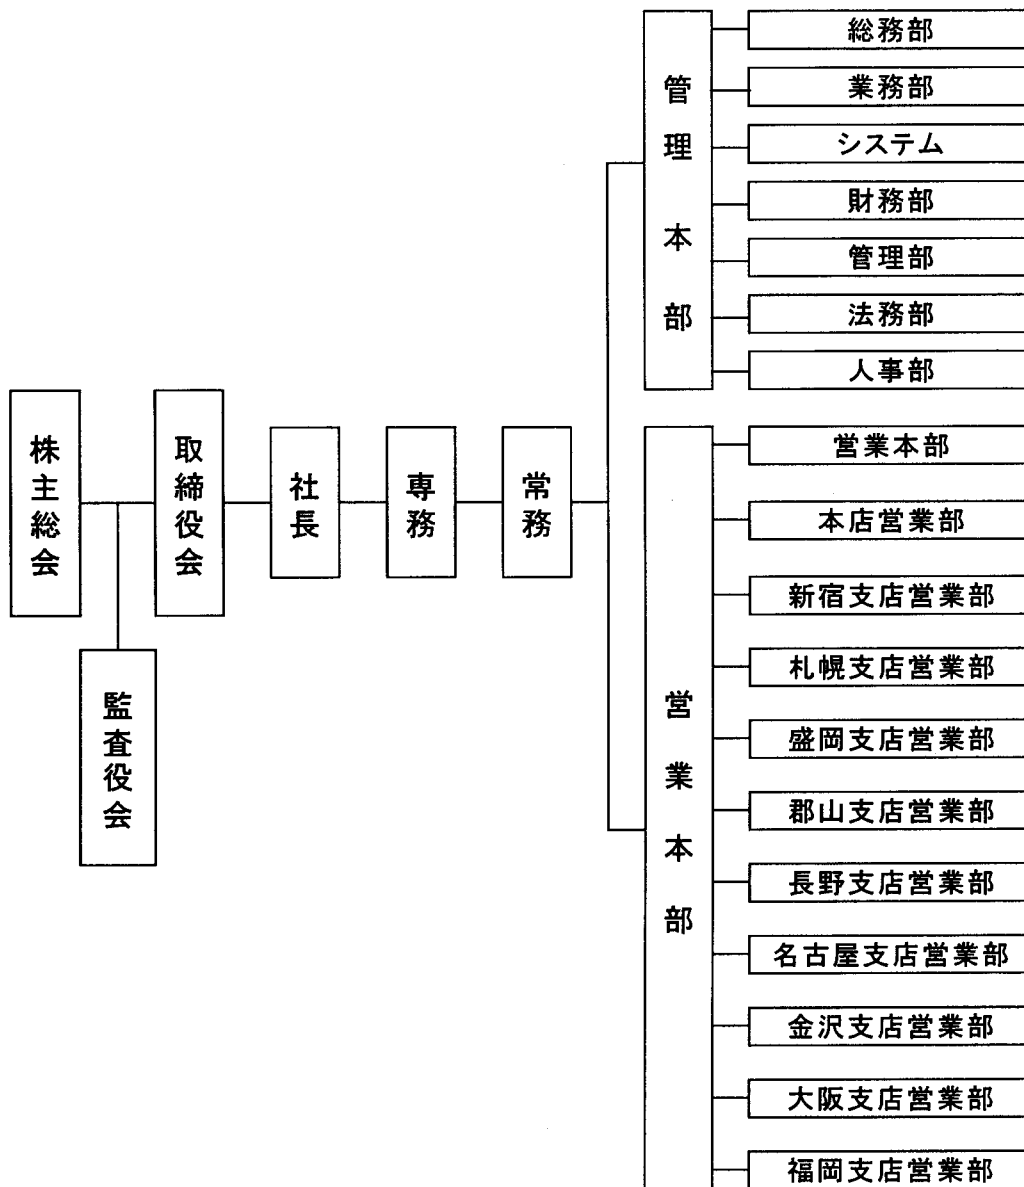 株主総会
取締役会
監査役会
社長
専務
常務
管理本部
総務部
業務部
システム
財務部
管理部
法務部
人事部
営業本部
営業本部
本店営業部
新宿支店営業部
札幌支店営業部
盛岡支店営業部
郡山支店営業部
長野支店営業部
名古屋支店営業部
金沢支店営業部
大阪支店営業部
福岡支店営業部